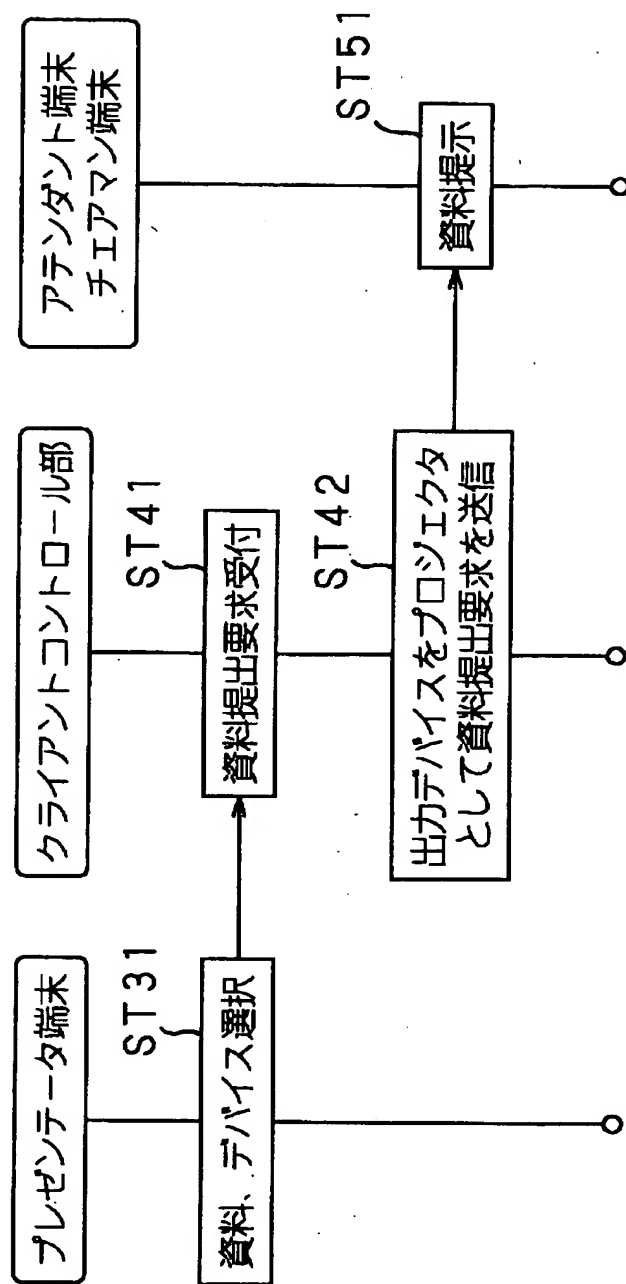 プレゼンテータ端末
クライアントコントロール部
アテンダント端末
チェアマン端末
ST31
資料、デバイス選択
ST41
資料提出要求受付
ST42
出力デバイスをプロジェクタ
として資料提出要求を送信
ST51
資料提示